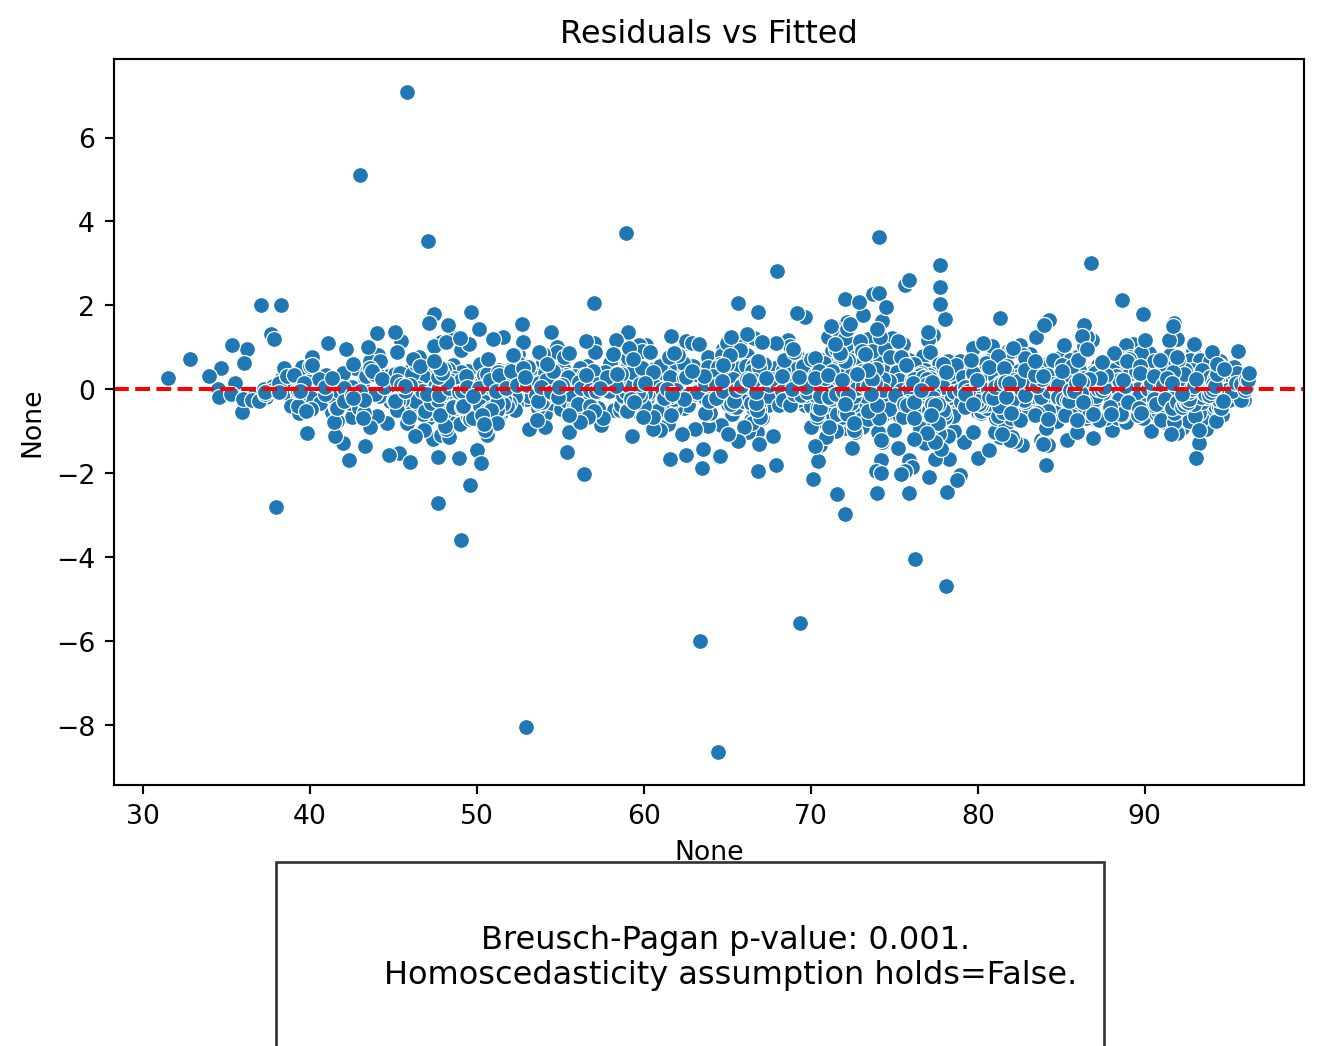 Residuals vs Fitted
6
4
2
0
−2
−4
−6
−8
None
30 40 50 60 70 80 90
None
Breusch-Pagan p-value: 0.001.
Homoscedasticity assumption holds=False.